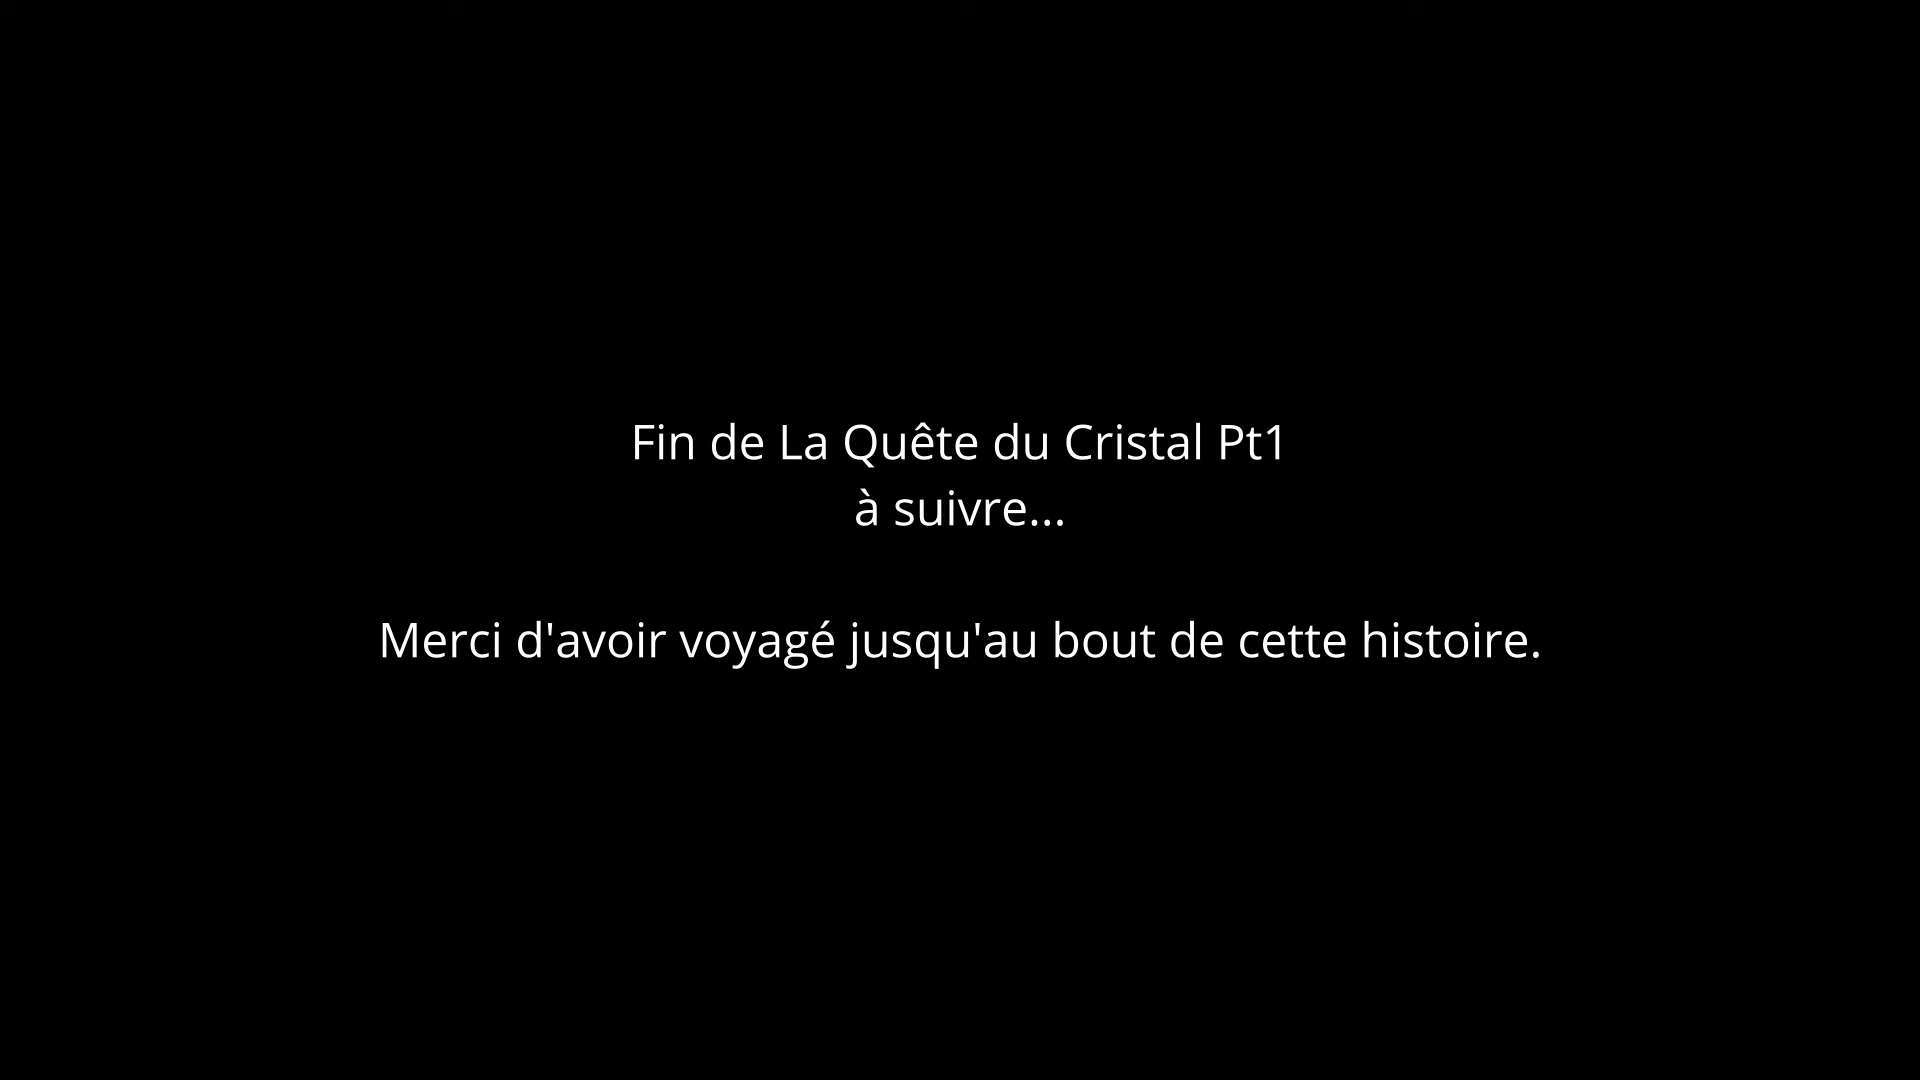 Fin de La Quête du Cristal Pt1
à suivre...
Merci d'avoir voyagé jusqu'au bout de cette histoire.